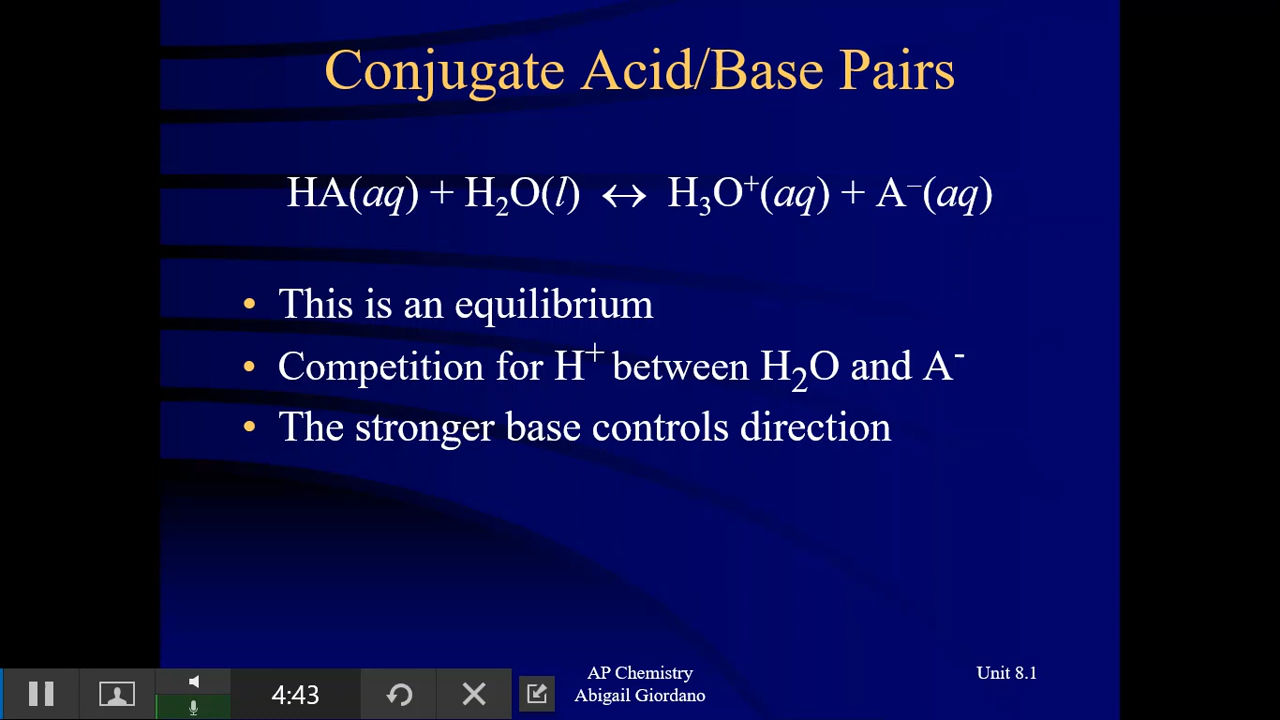 Conjugate Acid/Base Pairs
HA(aq) + H₂O(l) ↔ H₃O⁺(aq) + A⁻(aq)
• This is an equilibrium
• Competition for H⁺ between H₂O and A⁻
• The stronger base controls direction
4:43
AP Chemistry
Abigail Giordano
Unit 8.1